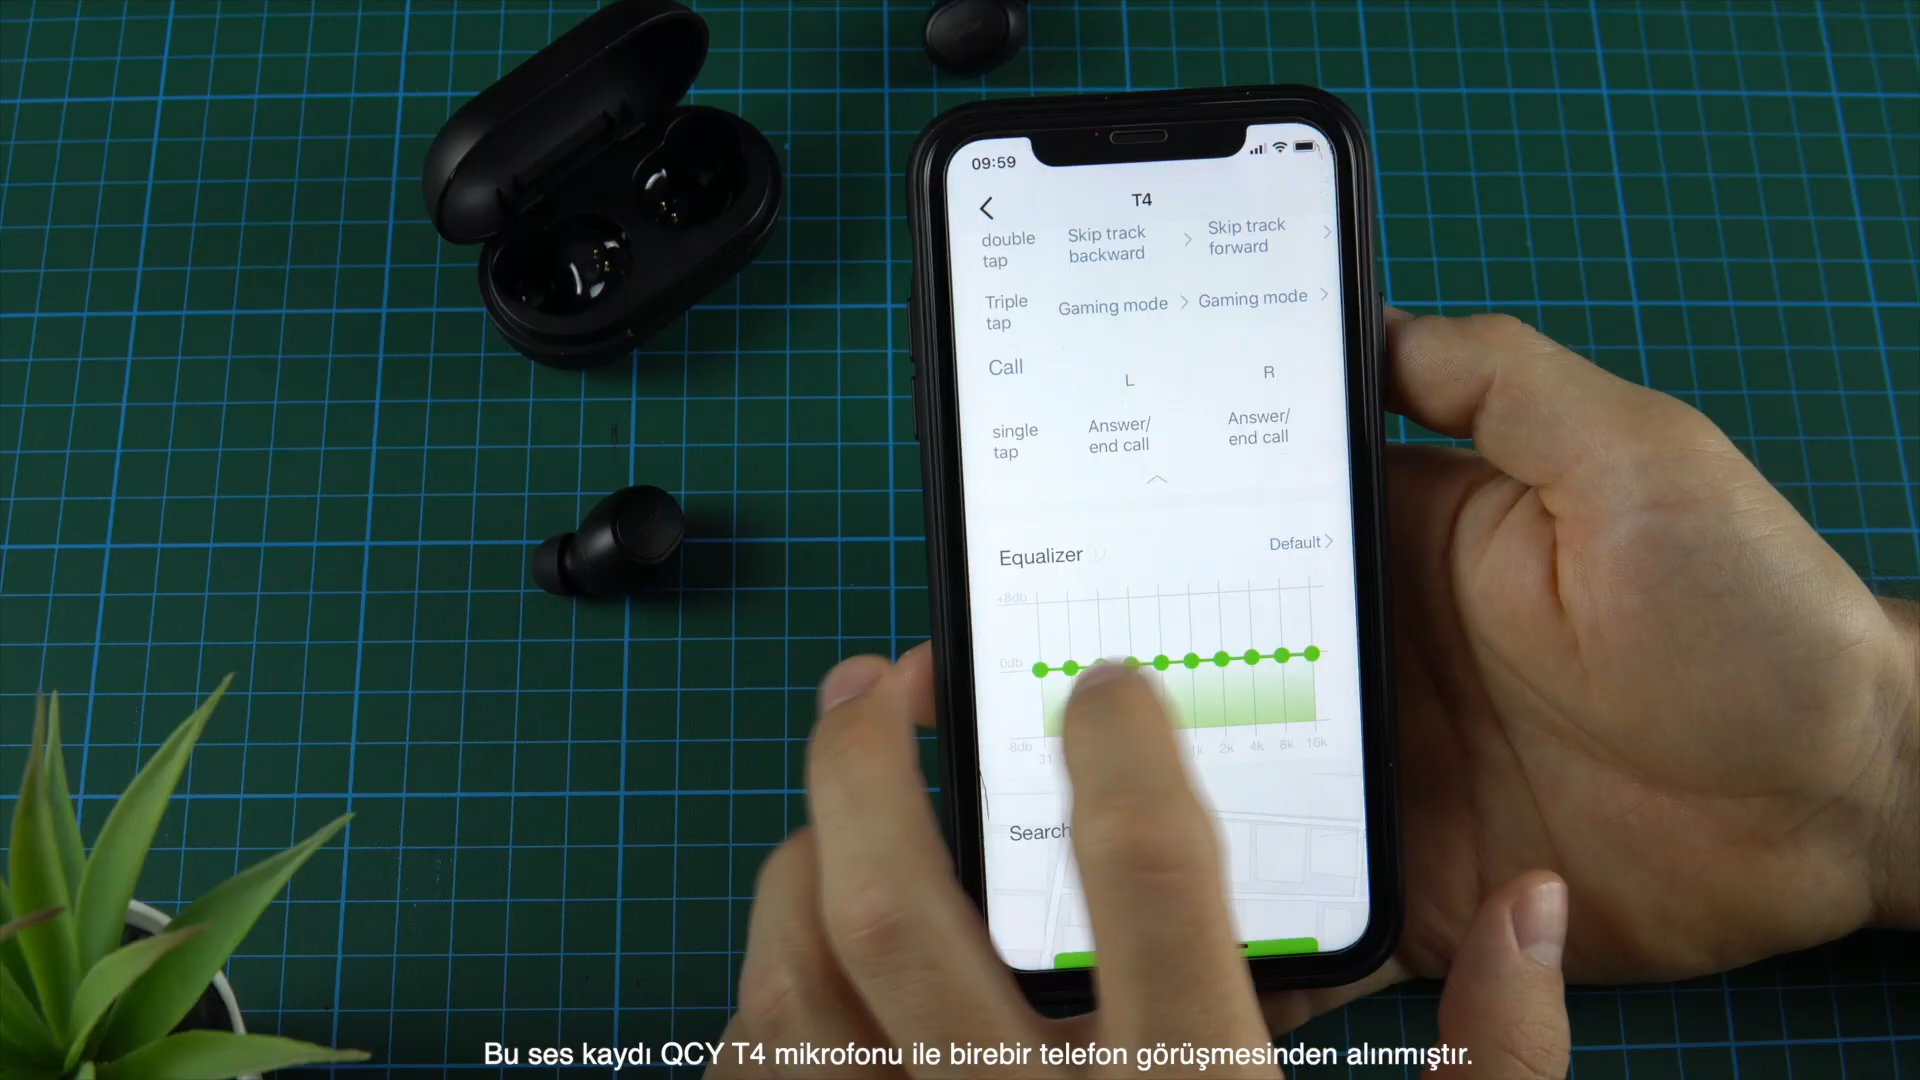 09:59
T4
double
tap
Skip track
backward
Skip track
forward
Triple
tap
Gaming mode
Gaming mode
Call
L
R
single
tap
Answer/
end call
Answer/
end call
Equalizer
Default
+8db
0db
-8db
31
1k 2k 4k 8k 16k
Search
Bu ses kaydı QCY T4 mikrofonu ile birebir telefon görüşmesinden alınmıştır.